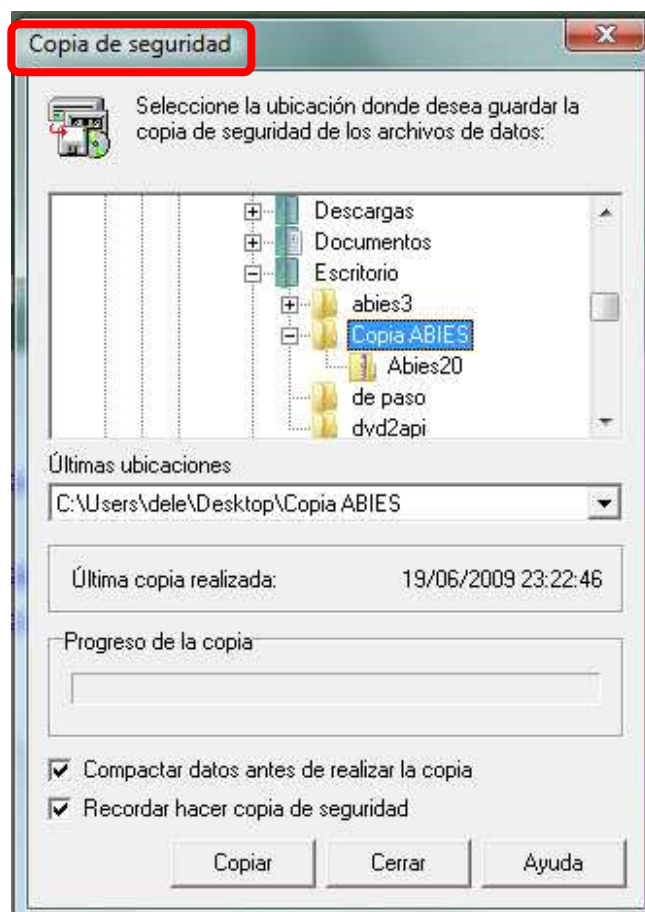 Copia de seguridad
Seleccione la ubicación donde desea guardar la
copia de seguridad de los archivos de datos:
Descargas
Documentos
Escritorio
abies3
Copia ABIES
Abies20
de paso
dvd2api
Últimas ubicaciones
C:\Users\dele\Desktop\Copia ABIES
Última copia realizada: 19/06/2009 23:22:46
Progreso de la copia
Compactar datos antes de realizar la copia
Recordar hacer copia de seguridad
Copiar Cerrar Ayuda